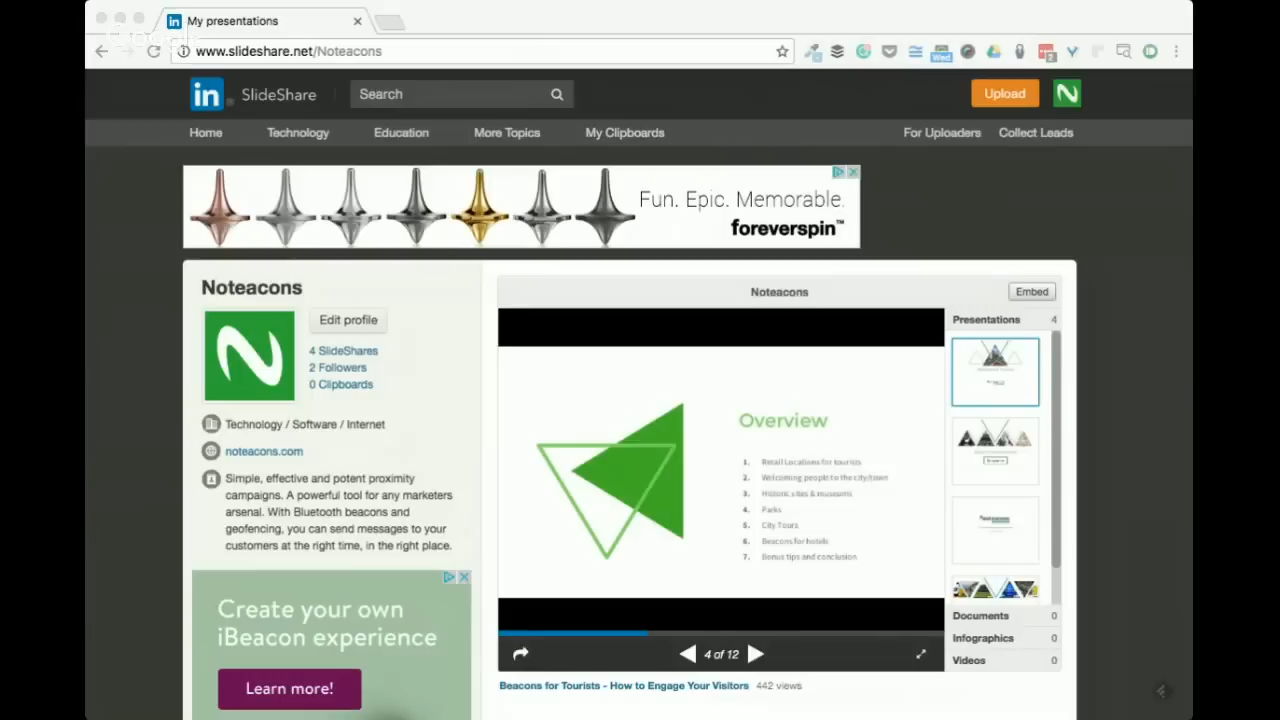 My presentations
www.slideshare.net/Noteacons
Wed
in SlideShare
Search
Upload
Home
Technology
Education
More Topics
My Clipboards
For Uploaders
Collect Leads
Fun. Epic. Memorable.
foreverspin™
Noteacons
Edit profile
4 SlideShares
2 Followers
0 Clipboards
Technology / Software / Internet
noteacons.com
Simple, effective and potent proximity
campaigns. A powerful tool for any marketers
arsenal. With Bluetooth beacons and
geofencing, you can send messages to your
customers at the right time, in the right place.
Create your own
iBeacon experience
Learn more!
Noteacons
Embed
Overview
1. Retail Locations for tourists
2. Welcoming people to the city/town
3. Historic sites & museums
4. Parks
5. City Tours
6. Beacons for hotels
7. Bonus tips and conclusion
4 of 12
Beacons for Tourists - How to Engage Your Visitors 442 views
Presentations 4
Documents 0
Infographics 0
Videos 0